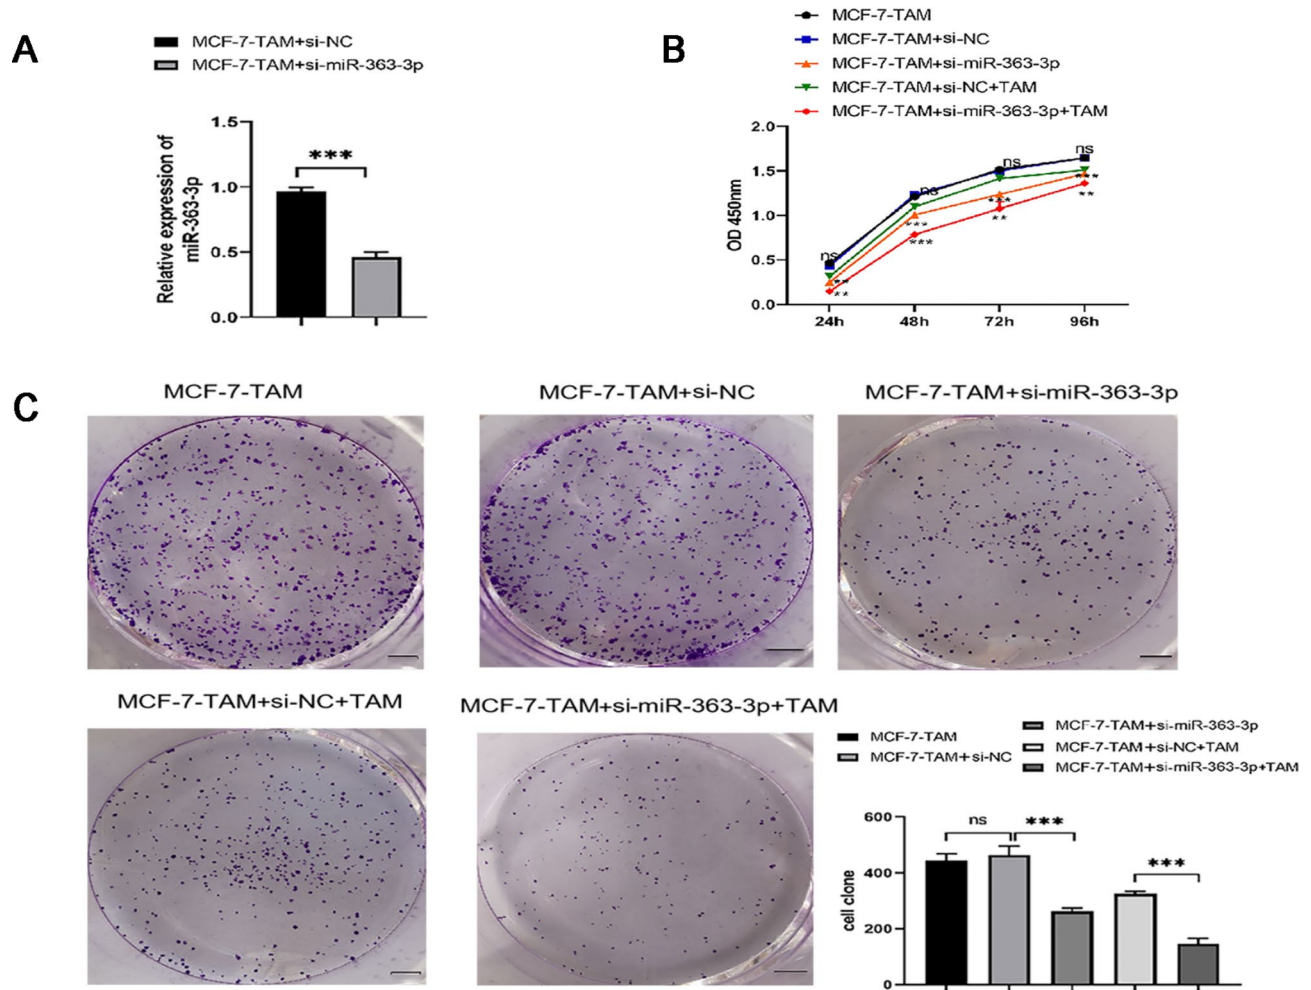 A
MCF-7-TAM+si-NC
MCF-7-TAM+si-miR-363-3p
Relative expression of
miR-363-3p
1.5
1.0
0.5
0.0
***
B
MCF-7-TAM
MCF-7-TAM+si-NC
MCF-7-TAM+si-miR-363-3p
MCF-7-TAM+si-NC+TAM
MCF-7-TAM+si-miR-363-3p+TAM
OD 450nm
2.0
1.5
1.0
0.5
0.0
ns
**
**
ns
***
***
ns
***
**
ns
***
**
24h 48h 72h 96h
C
MCF-7-TAM
MCF-7-TAM+si-NC
MCF-7-TAM+si-miR-363-3p
MCF-7-TAM+si-NC+TAM
MCF-7-TAM+si-miR-363-3p+TAM
MCF-7-TAM
MCF-7-TAM+si-NC
MCF-7-TAM+si-miR-363-3p
MCF-7-TAM+si-NC+TAM
MCF-7-TAM+si-miR-363-3p+TAM
cell clone
600
400
200
0
ns
***
***